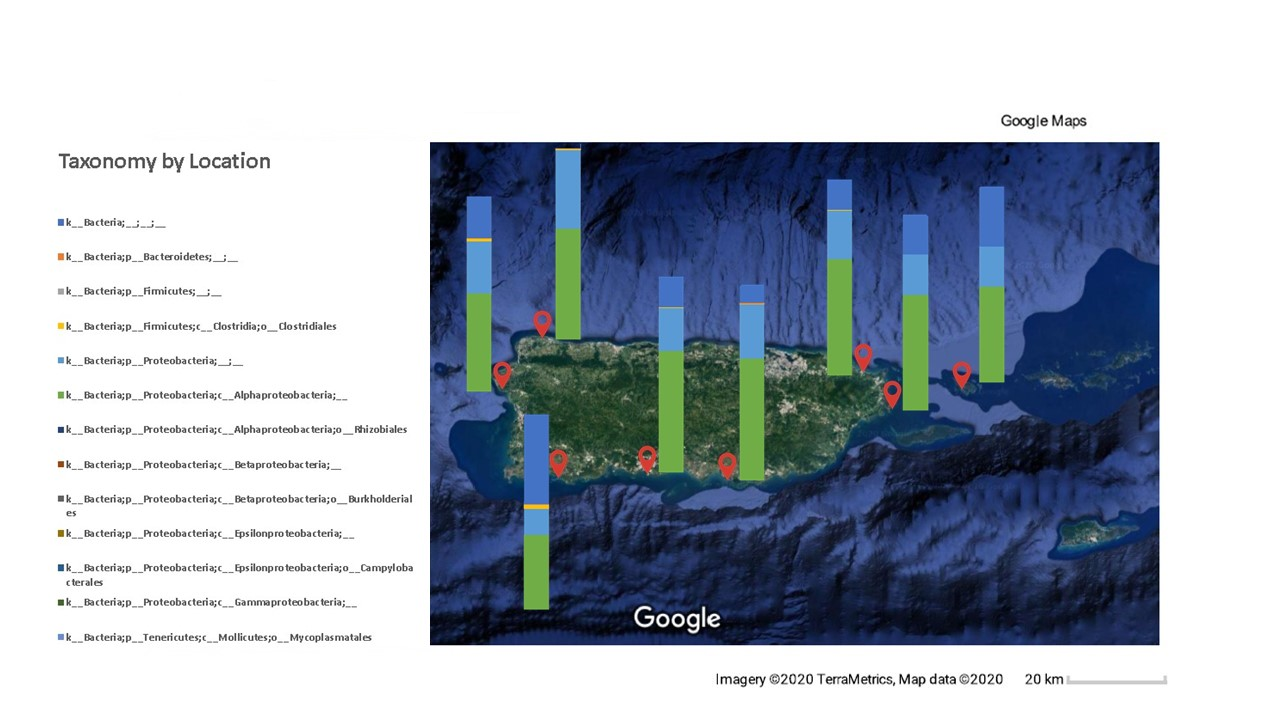 Google Maps
Taxonomy by Location
k__Bacteria;__;__;__
k__Bacteria;p__Bacteroidetes;__;__
k__Bacteria;p__Firmicutes;__;__
k__Bacteria;p__Firmicutes;c__Clostridia;o__Clostridiales
k__Bacteria;p__Proteobacteria;__;__
k__Bacteria;p__Proteobacteria;c__Alphaproteobacteria;__
k__Bacteria;p__Proteobacteria;c__Alphaproteobacteria;o__Rhizobiales
k__Bacteria;p__Proteobacteria;c__Betaproteobacteria;__
k__Bacteria;p__Proteobacteria;c__Betaproteobacteria;o__Burkholderial
es
k__Bacteria;p__Proteobacteria;c__Epsilonproteobacteria;__
k__Bacteria;p__Proteobacteria;c__Epsilonproteobacteria;o__Campyloba
cterales
k__Bacteria;p__Proteobacteria;c__Gammaproteobacteria;__
k__Bacteria;p__Tenericutes;c__Mollicutes;o__Mycoplasmatales
Google
Imagery ©2020 TerraMetrics, Map data ©2020 20 km